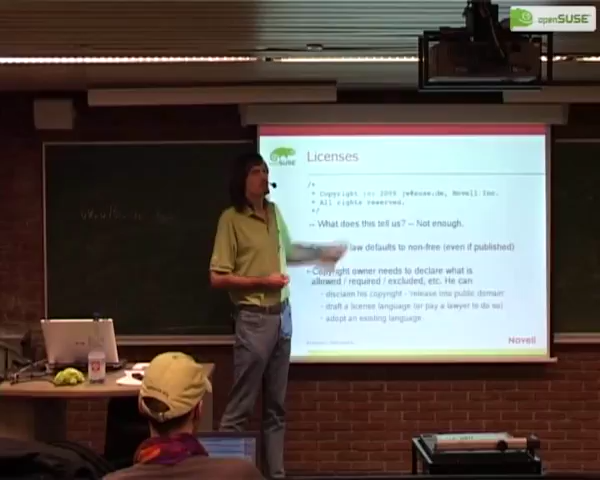 openSUSE
SUSE
Licenses
/*
* Copyright (c) 2009 jw@suse.de, Novell Inc.
* All rights reserved.
*/
-- What does this tell us? -- Not enough.
law defaults to non-free (even if published)
Copyright owner needs to declare what is
allowed / required / excluded, etc. He can
disclaim his copyright - 'release into public domain'
draft a license language (or pay a lawyer to do so)
adopt an existing language.
Novell